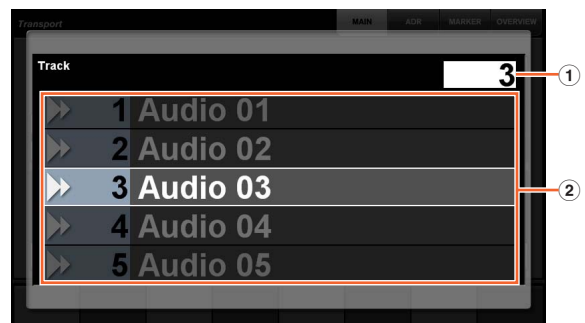 Transport MAIN ADR MARKER OVERVIEW
Track
3 1
1 Audio 01
2 Audio 02
3 Audio 03 2
4 Audio 04
5 Audio 05